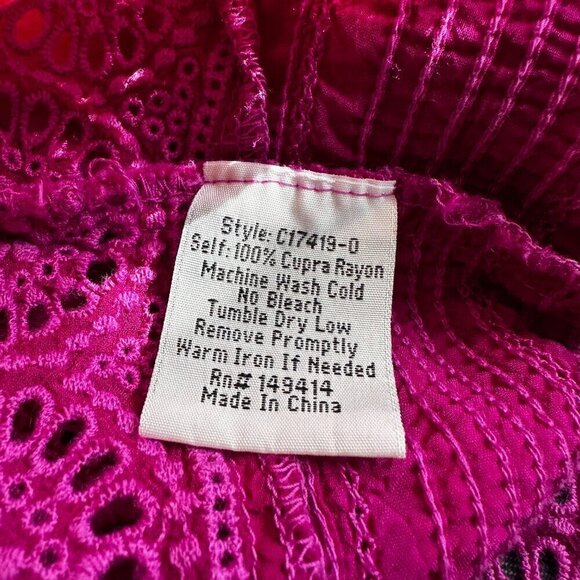 Style: C17419-0
Self: 100% Cupra Rayon
Machine Wash Cold
No Bleach
Tumble Dry Low
Remove Promptly
Warm Iron If Needed
Rn# 149414
Made In China